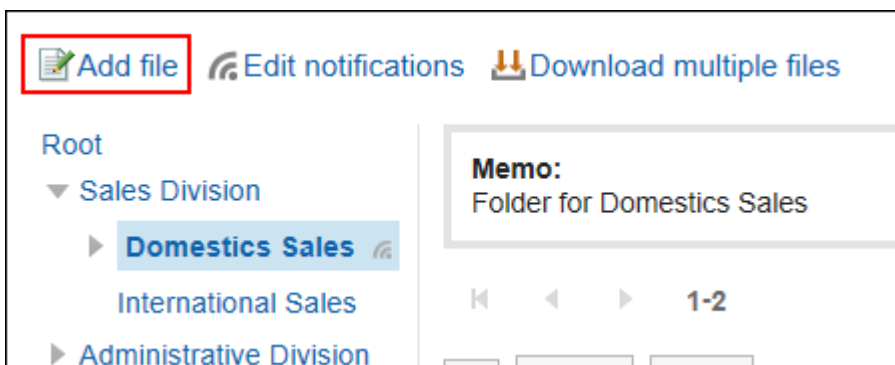 Add file Edit notifications Download multiple files
Root
Sales Division
Domestics Sales
International Sales
Administrative Division
Memo:
Folder for Domestics Sales
1-2